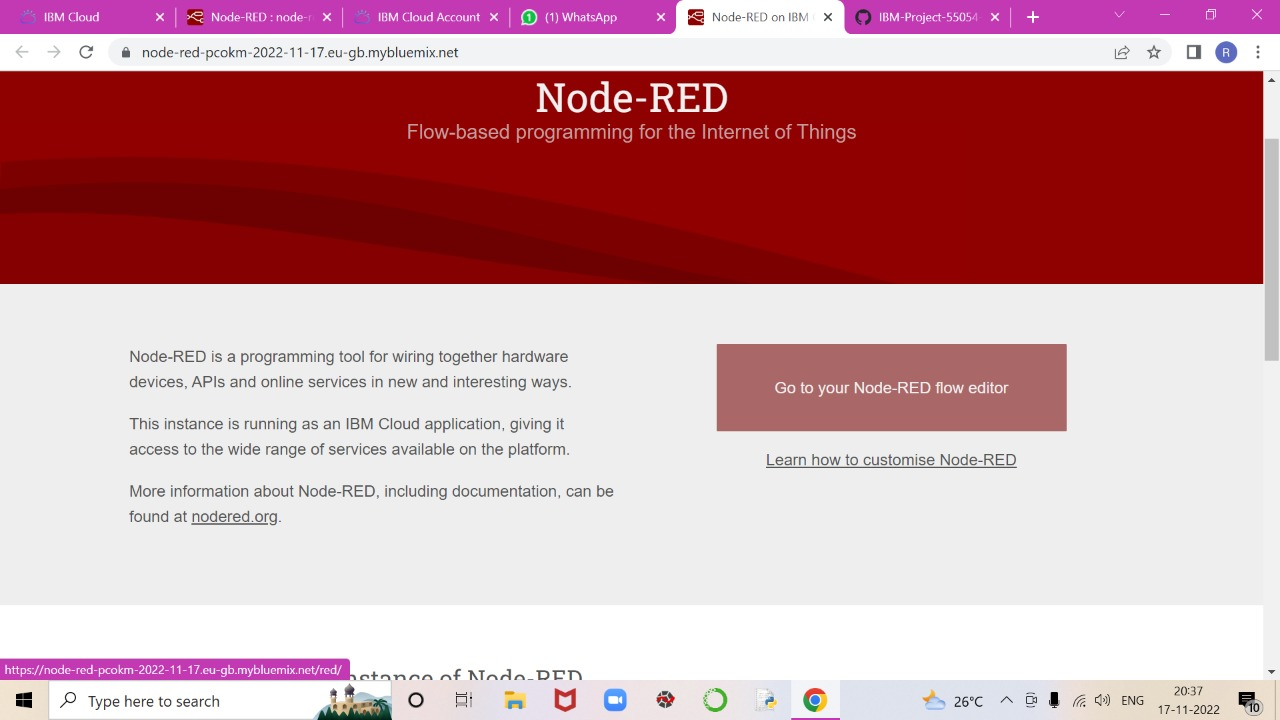 IBM Cloud
Node-RED : node-r
IBM Cloud Account
(1) WhatsApp
Node-RED on IBM
IBM-Project-55054-
node-red-pcokm-2022-11-17.eu-gb.mybluemix.net
R
Node-RED
Flow-based programming for the Internet of Things
Node-RED is a programming tool for wiring together hardware
devices, APIs and online services in new and interesting ways.
This instance is running as an IBM Cloud application, giving it
access to the wide range of services available on the platform.
More information about Node-RED, including documentation, can be
found at nodered.org.
Go to your Node-RED flow editor
Learn how to customise Node-RED
stance of Node-RED
https://node-red-pcokm-2022-11-17.eu-gb.mybluemix.net/red/
Type here to search
26°C
ENG
20:37
17-11-2022
10